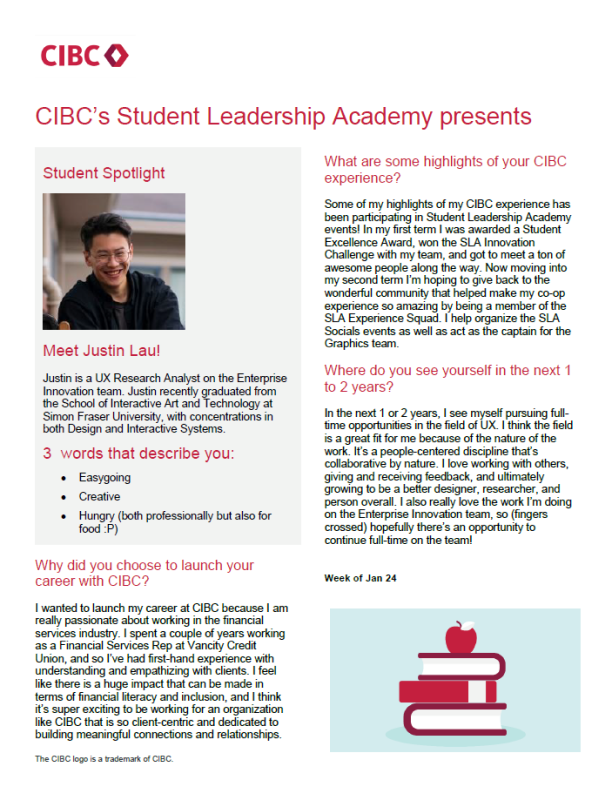 CIBC
CIBC's Student Leadership Academy presents
Student Spotlight
Meet Justin Lau!
Justin is a UX Research Analyst on the Enterprise
Innovation team. Justin recently graduated from
the School of Interactive Art and Technology at
Simon Fraser University, with concentrations in
both Design and Interactive Systems.
3 words that describe you:
• Easygoing
• Creative
• Hungry (both professionally but also for
food :P)
Why did you choose to launch your
career with CIBC?
I wanted to launch my career at CIBC because I am
really passionate about working in the financial
services industry. I spent a couple of years working
as a Financial Services Rep at Vancity Credit
Union, and so I've had first-hand experience with
understanding and empathizing with clients. I feel
like there is a huge impact that can be made in
terms of financial literacy and inclusion, and I think
it's super exciting to be working for an organization
like CIBC that is so client-centric and dedicated to
building meaningful connections and relationships.
The CIBC logo is a trademark of CIBC.
What are some highlights of your CIBC
experience?
Some of my highlights of my CIBC experience has
been participating in Student Leadership Academy
events! In my first term I was awarded a Student
Excellence Award, won the SLA Innovation
Challenge with my team, and got to meet a ton of
awesome people along the way. Now moving into
my second term I'm hoping to give back to the
wonderful community that helped make my co-op
experience so amazing by being a member of the
SLA Experience Squad. I help organize the SLA
Socials events as well as act as the captain for the
Graphics team.
Where do you see yourself in the next 1
to 2 years?
In the next 1 or 2 years, I see myself pursuing full-
time opportunities in the field of UX. I think the field
is a great fit for me because of the nature of the
work. It's a people-centered discipline that's
collaborative by nature. I love working with others,
giving and receiving feedback, and ultimately
growing to be a better designer, researcher, and
person overall. I also really love the work I'm doing
on the Enterprise Innovation team, so (fingers
crossed) hopefully there's an opportunity to
continue full-time on the team!
Week of Jan 24